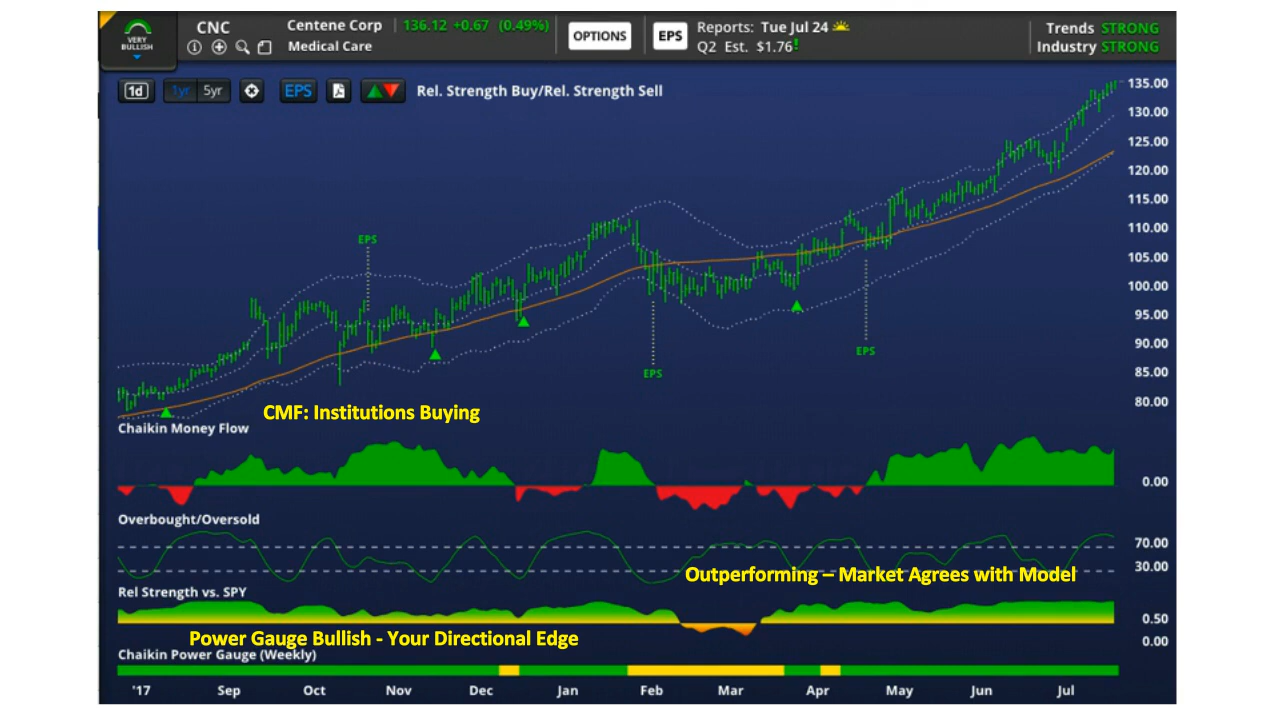 VERY
BULLISH
CNC
Centene Corp
136.12 +0.67 (0.49%)
Medical Care
OPTIONS
EPS
Reports: Tue Jul 24
Q2 Est. $1.76!
Trends STRONG
Industry STRONG
1d
1yr
5yr
EPS
Rel. Strength Buy/Rel. Strength Sell
135.00
130.00
125.00
120.00
115.00
110.00
105.00
100.00
95.00
90.00
85.00
80.00
EPS
EPS
EPS
CMF: Institutions Buying
Chaikin Money Flow
0.00
Overbought/Oversold
70.00
30.00
Outperforming – Market Agrees with Model
Rel Strength vs. SPY
0.50
0.00
Power Gauge Bullish - Your Directional Edge
Chaikin Power Gauge (Weekly)
'17 Sep Oct Nov Dec Jan Feb Mar Apr May Jun Jul